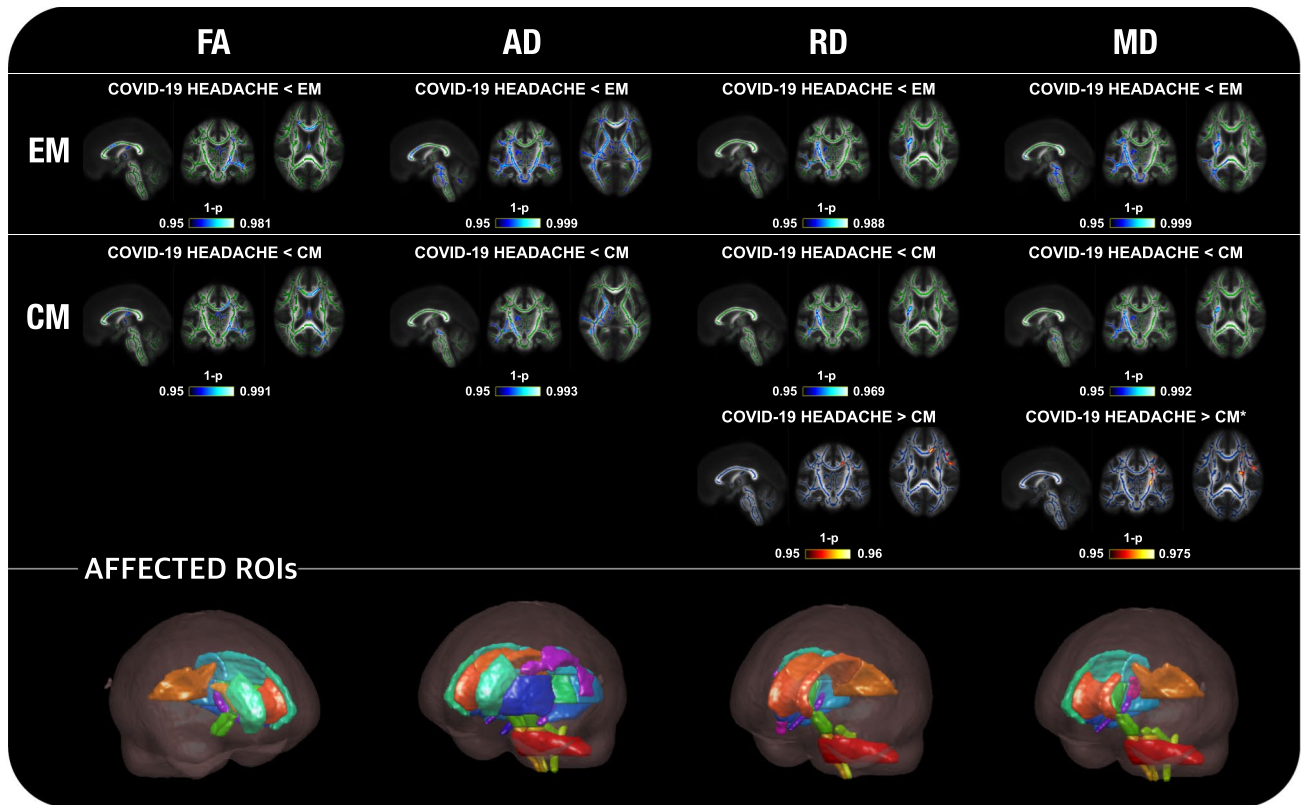 FA AD RD MD
COVID-19 HEADACHE < EM COVID-19 HEADACHE < EM COVID-19 HEADACHE < EM COVID-19 HEADACHE < EM
EM
1-p 1-p 1-p 1-p
0.95 0.981 0.95 0.999 0.95 0.988 0.95 0.999
COVID-19 HEADACHE < CM COVID-19 HEADACHE < CM COVID-19 HEADACHE < CM COVID-19 HEADACHE < CM
CM
1-p 1-p 1-p 1-p
0.95 0.991 0.95 0.993 0.95 0.969 0.95 0.992
COVID-19 HEADACHE > CM COVID-19 HEADACHE > CM*
1-p 1-p
0.95 0.96 0.95 0.975
AFFECTED ROIs